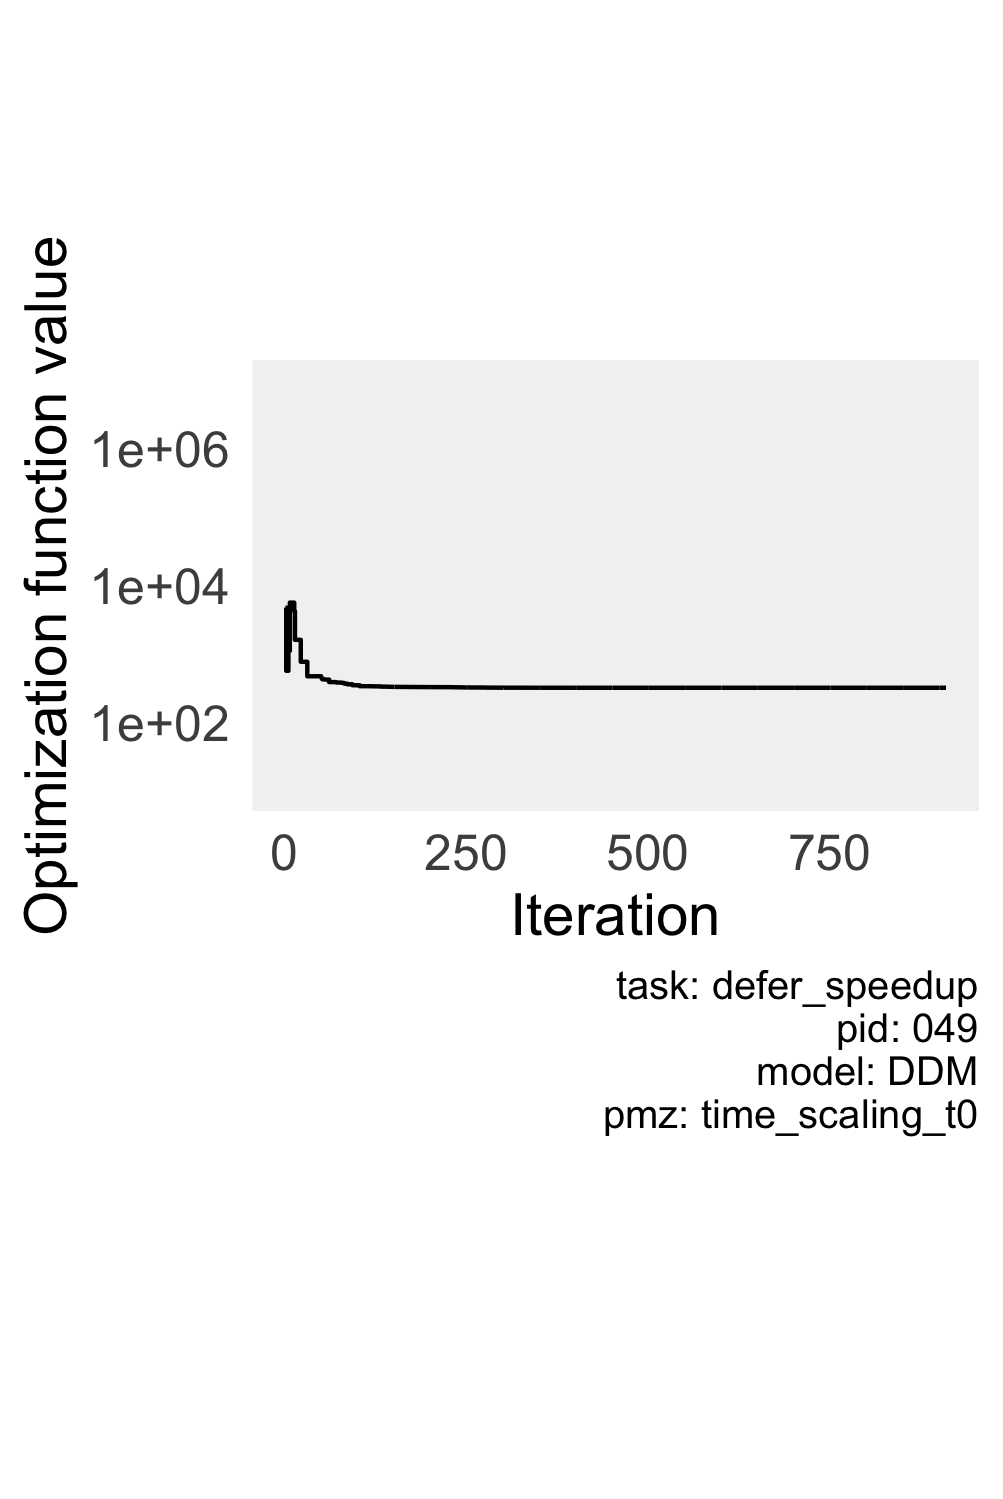 Optimization function value
1e+06
1e+04
1e+02
0 250 500 750
Iteration
task: defer_speedup
pid: 049
model: DDM
pmz: time_scaling_t0